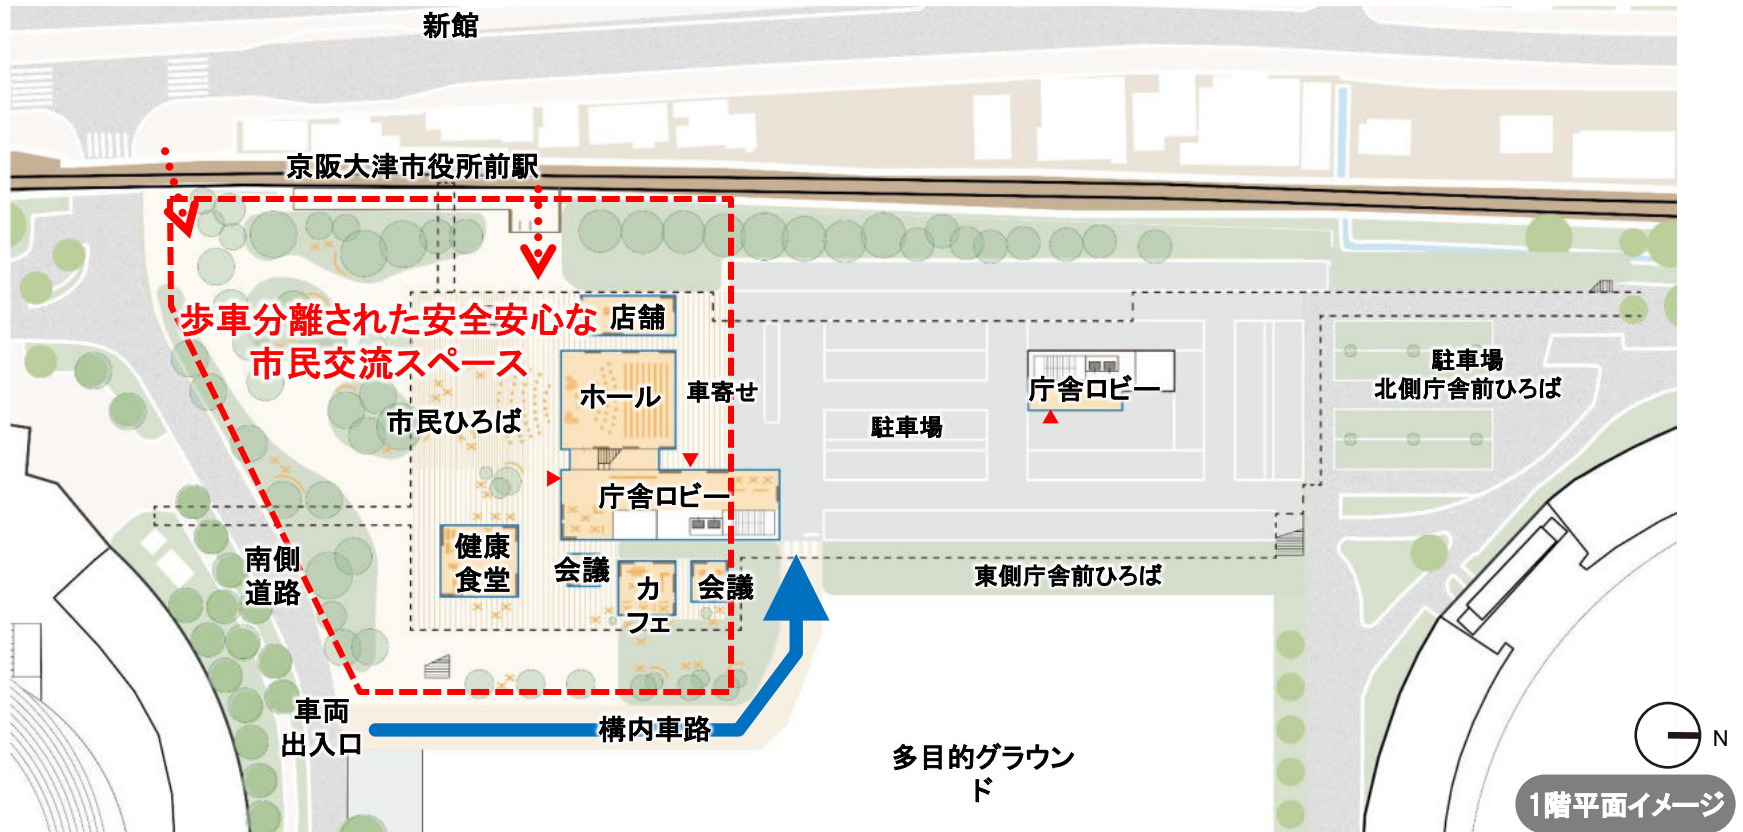 新館
京阪大津市役所前駅
歩車分離された安全安心な
市民交流スペース
店舗
ホール
車寄せ
市民ひろば
駐車場
庁舎ロビー
駐車場
北側庁舎前ひろば
庁舎ロビー
健康
食堂
会議
カ
フェ
会議
東側庁舎前ひろば
南側
道路
車両
出入口
構内車路
多目的グラウン
ド
N
1階平面イメージ